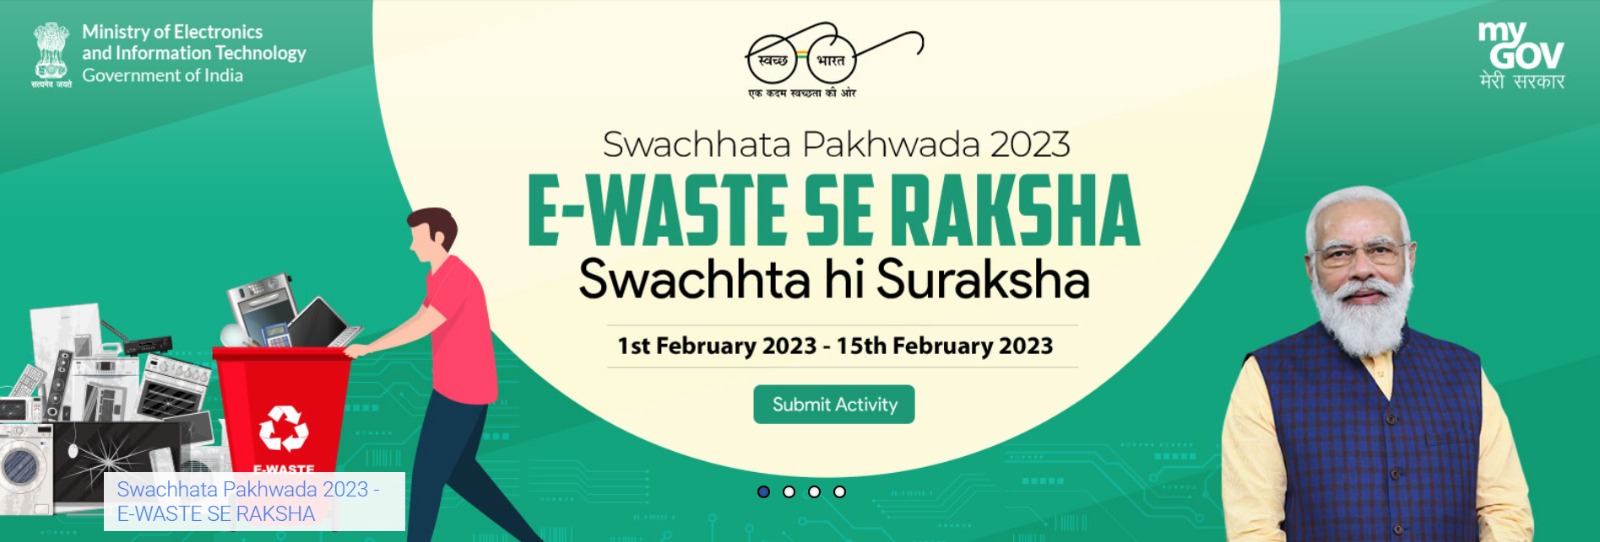 Ministry of Electronics
and Information Technology
Government of India
सत्यमेव जयते
स्वच्छ भारत
एक कदम स्वच्छता की ओर
my
GOV
मेरी सरकार
Swachhata Pakhwada 2023
E-WASTE SE RAKSHA
Swachhta hi Suraksha
1st February 2023 - 15th February 2023
Submit Activity
E-WASTE
Swachhata Pakhwada 2023 -
E-WASTE SE RAKSHA